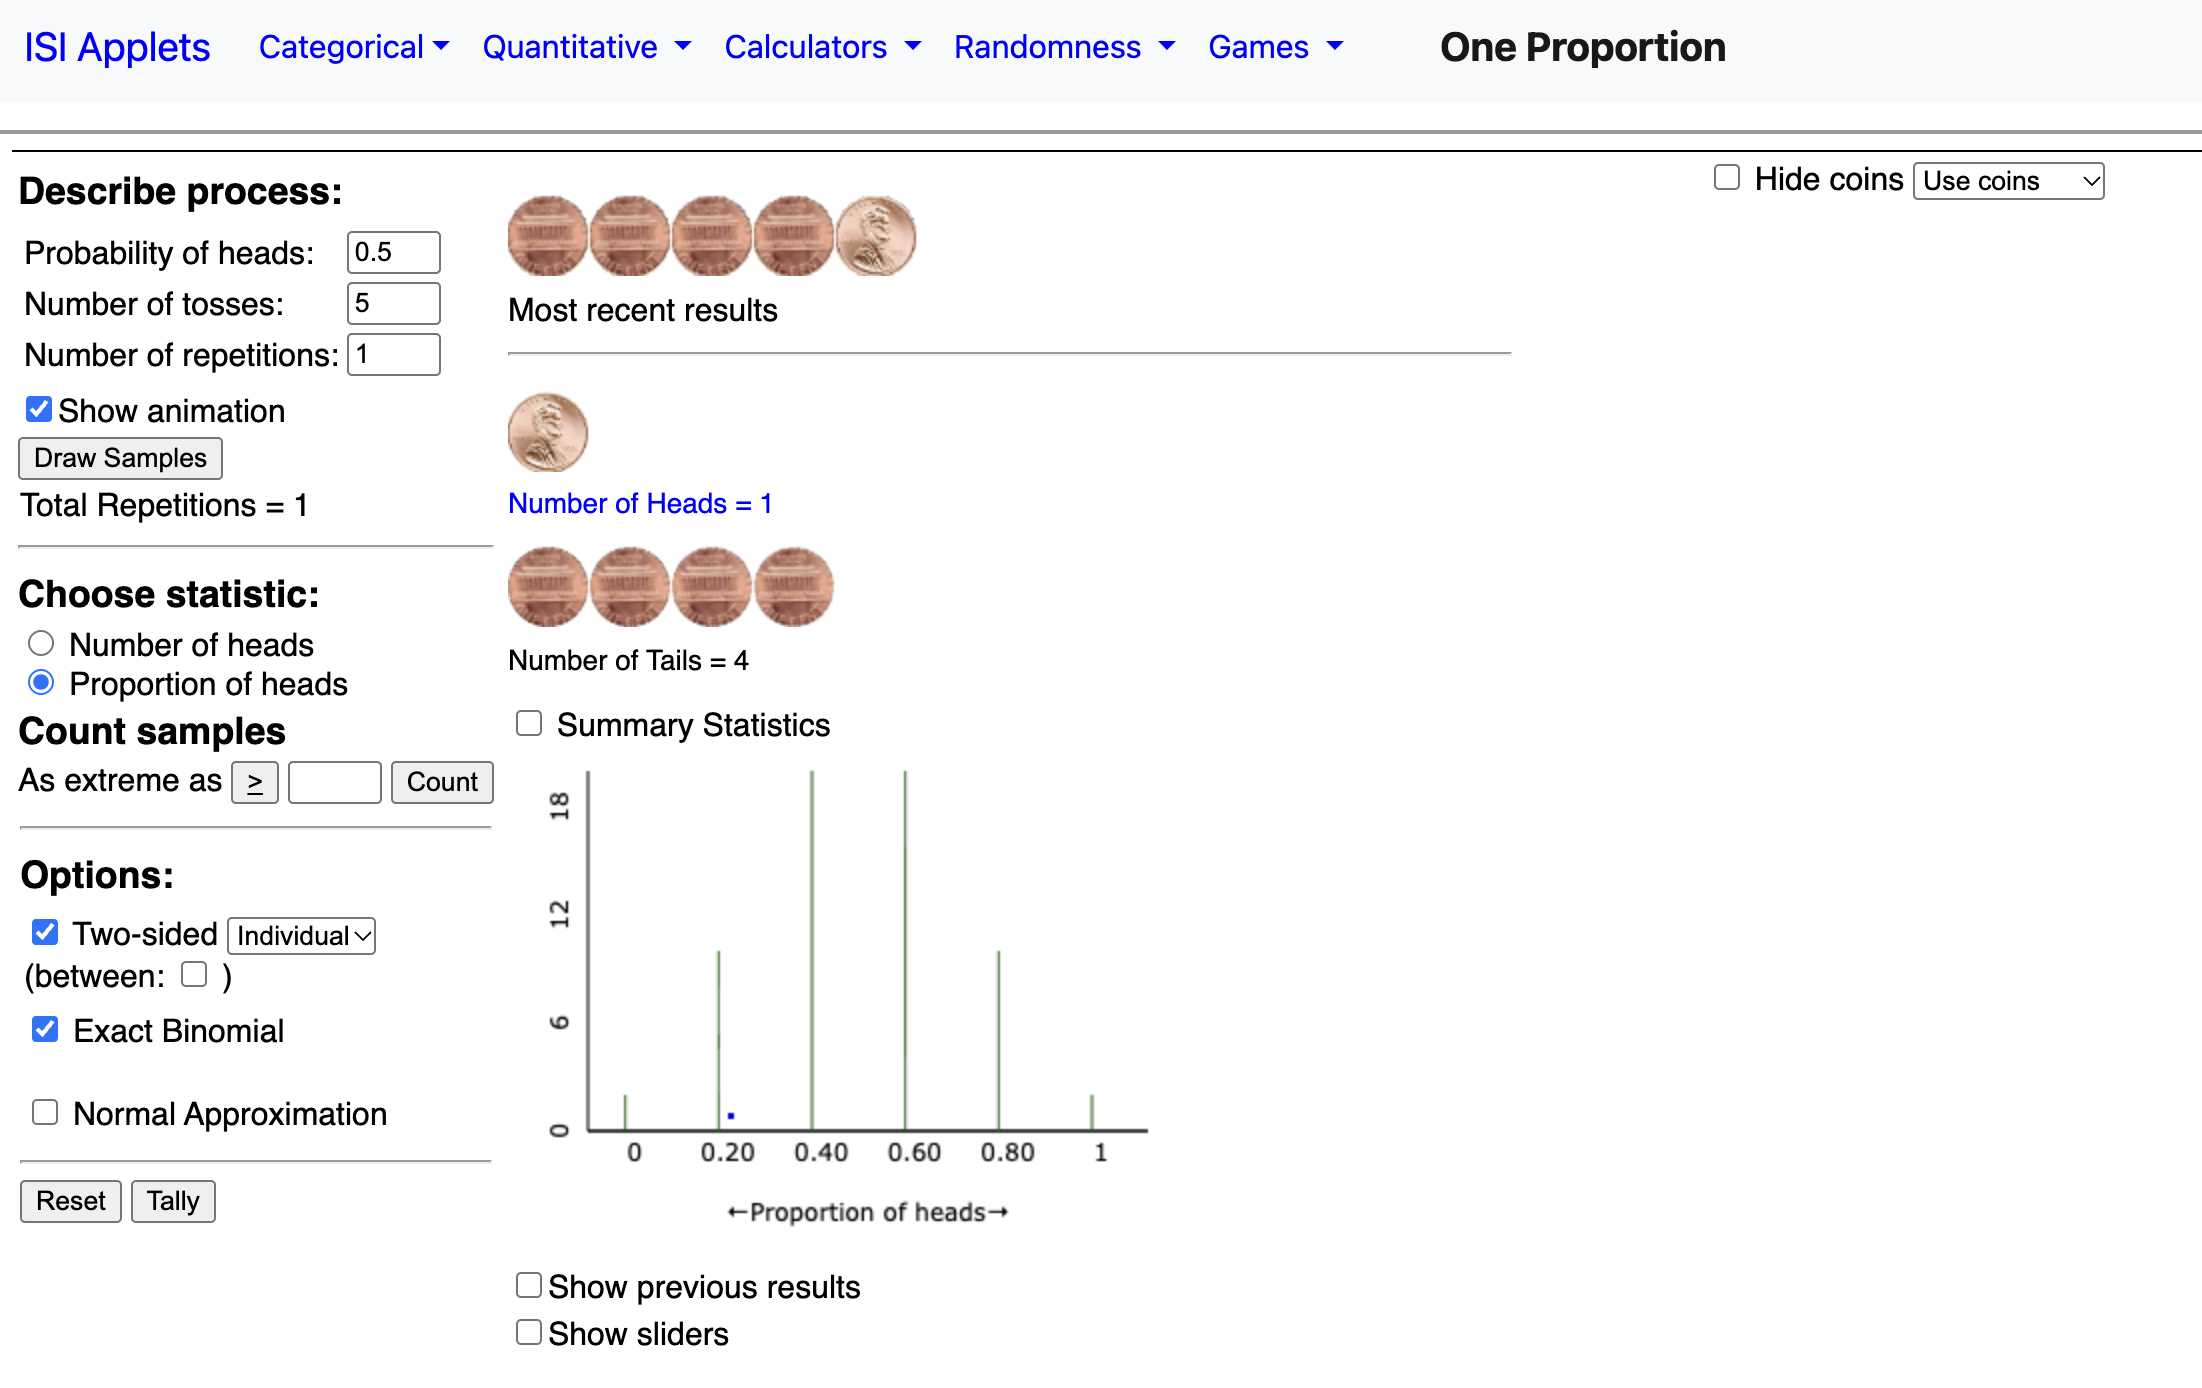 ISI Applets Categorical Quantitative Calculators Randomness Games One Proportion
Hide coins Use coins
Describe process:
Probability of heads: 0.5
Number of tosses: 5
Number of repetitions: 1
Show animation
Draw Samples
Total Repetitions = 1
Choose statistic:
Number of heads
Proportion of heads
Count samples
As extreme as ≥ Count
Options:
Two-sided Individual
(between: )
Exact Binomial
Normal Approximation
Reset Tally
Most recent results
Number of Heads = 1
Number of Tails = 4
Summary Statistics
18
12
6
0
0 0.20 0.40 0.60 0.80 1
←Proportion of heads→
Show previous results
Show sliders